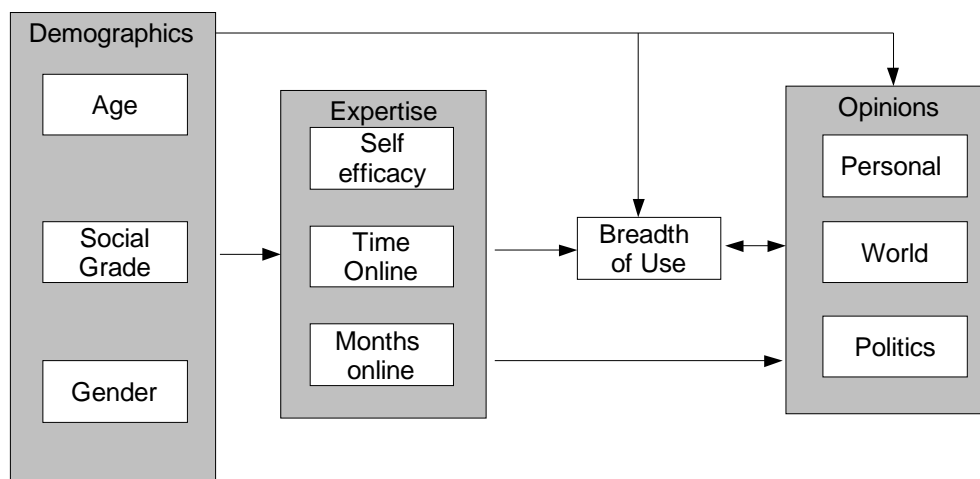 Demographics
Age
Social
Grade
Gender
Expertise
Self
efficacy
Time
Online
Months
online
Breadth
of Use
Opinions
Personal
World
Politics